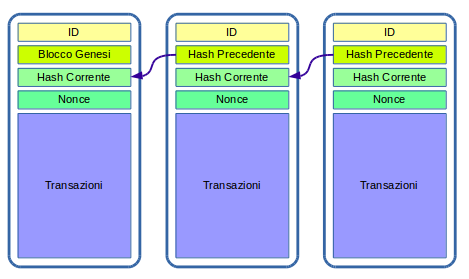 ID
Blocco Genesi
Hash Corrente
Nonce
Transazioni
ID
Hash Precedente
Hash Corrente
Nonce
Transazioni
ID
Hash Precedente
Hash Corrente
Nonce
Transazioni